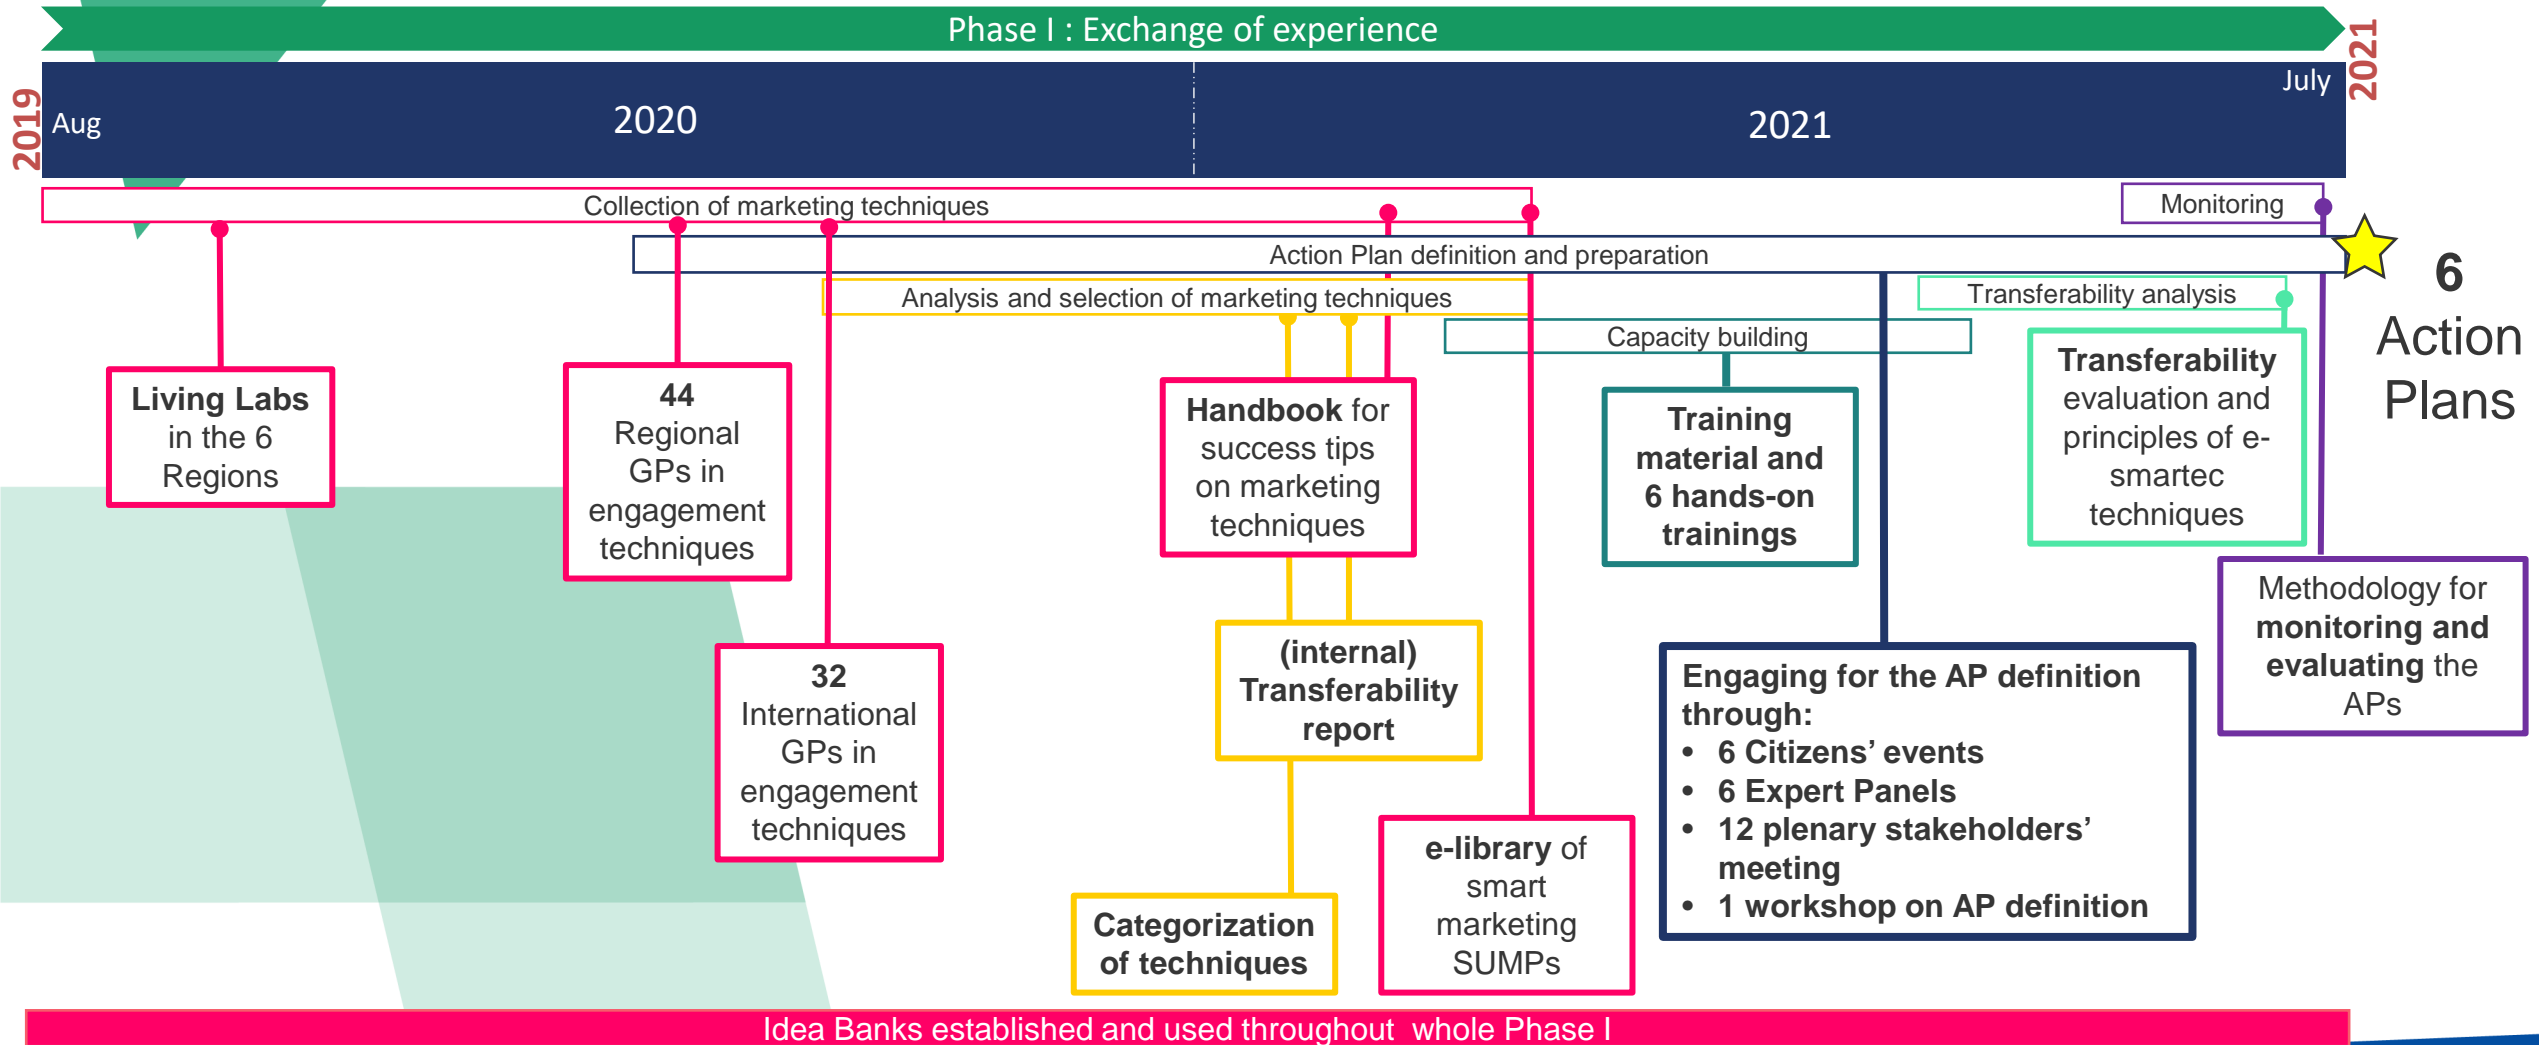 Phase I : Exchange of experience
2019
Aug
2020
2021
July
2021
Collection of marketing techniques
Monitoring
Action Plan definition and preparation
Analysis and selection of marketing techniques
Transferability analysis
Capacity building
6
Action
Plans
Living Labs
in the 6
Regions
44
Regional
GPs in
engagement
techniques
32
International
GPs in
engagement
techniques
Handbook for
success tips
on marketing
techniques
(internal)
Transferability
report
Categorization
of techniques
e-library of
smart
marketing
SUMPs
Training
material and
6 hands-on
trainings
Engaging for the AP definition
through:
• 6 Citizens’ events
• 6 Expert Panels
• 12 plenary stakeholders’
meeting
• 1 workshop on AP definition
Transferability
evaluation and
principles of e-
smartec
techniques
Methodology for
monitoring and
evaluating the
APs
Idea Banks established and used throughout whole Phase I